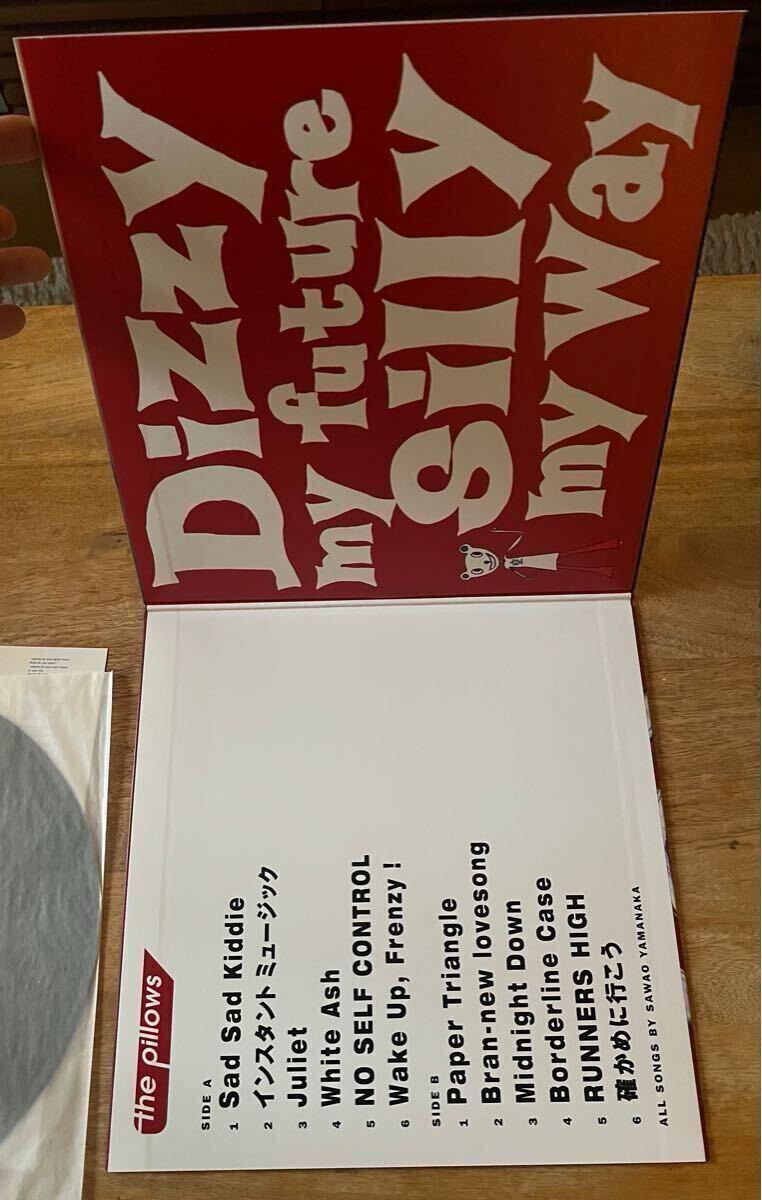 Dizzy
my future
Silly
my way
the pillows
SIDE A
1 Sad Sad Kiddie
2 インスタント ミュージック
3 Juliet
4 White Ash
5 NO SELF CONTROL
6 Wake Up, Frenzy !
SIDE B
1 Paper Triangle
2 Bran-new lovesong
3 Midnight Down
4 Borderline Case
5 RUNNERS HIGH
6 確かめに行こう
ALL SONGS BY SAWAO YAMANAKA